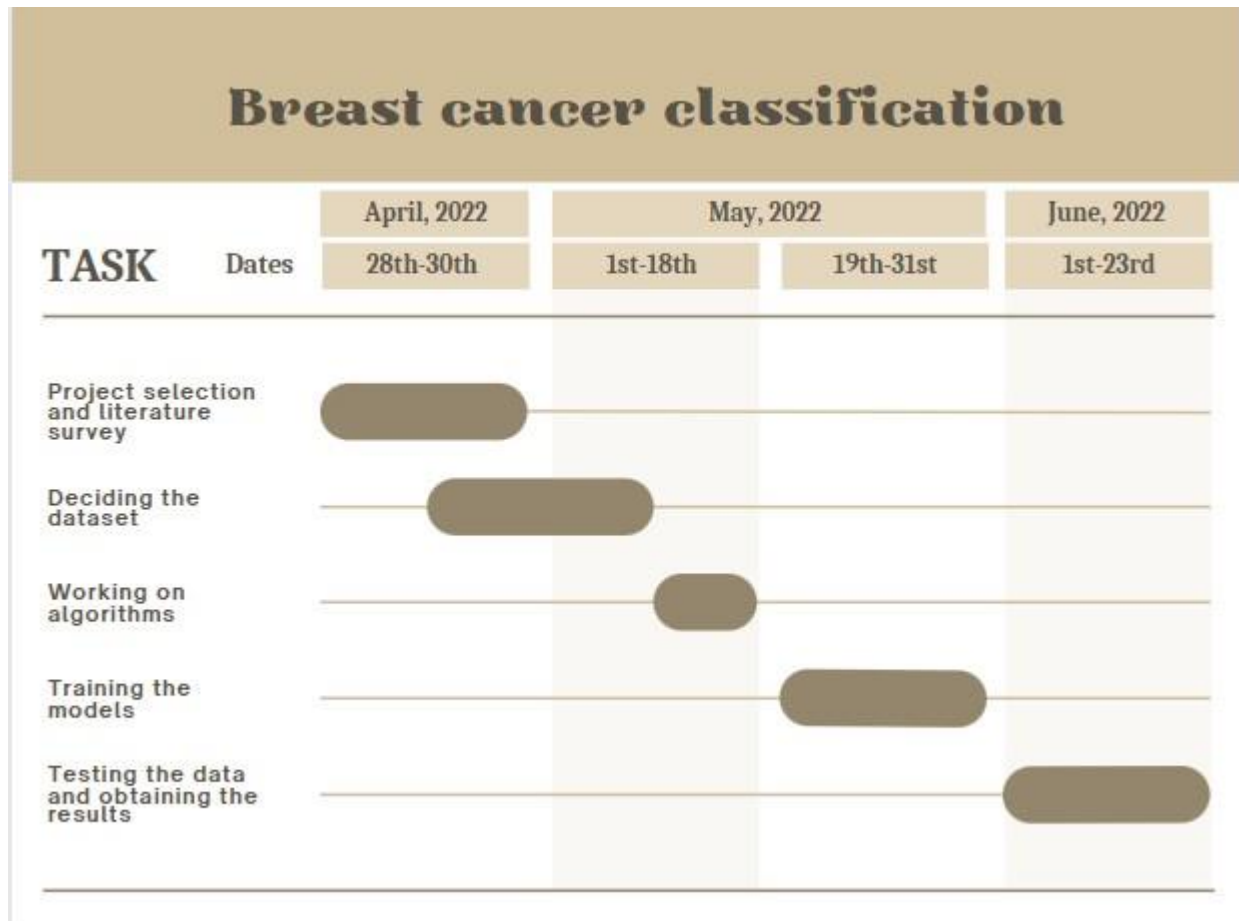 Breast cancer classification
April, 2022 May, 2022 June, 2022
TASK Dates 28th-30th 1st-18th 19th-31st 1st-23rd
Project selection
and literature
survey
Deciding the
dataset
Working on
algorithms
Training the
models
Testing the data
and obtaining the
results